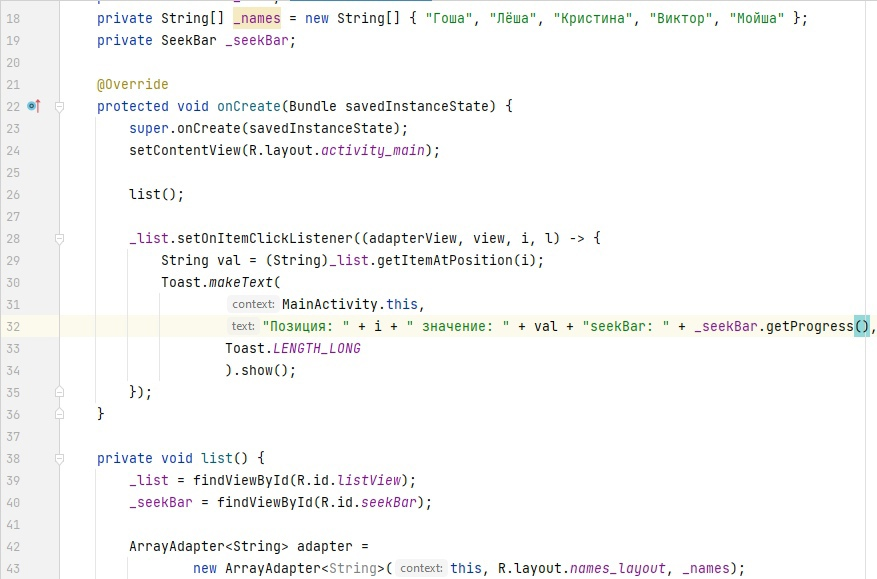 18 private String[] _names = new String[] { "Гоша", "Лёша", "Кристина", "Виктор", "Мойша" };
19 private SeekBar _seekBar;
20
21 @Override
22 protected void onCreate(Bundle savedInstanceState) {
23 super.onCreate(savedInstanceState);
24 setContentView(R.layout.activity_main);
25
26 list();
27
28 _list.setOnItemClickListener((adapterView, view, i, l) -> {
29 String val = (String)_list.getItemAtPosition(i);
30 Toast.makeText(
31 context: MainActivity.this,
32 text: "Позиция: " + i + " значение: " + val + "seekBar: " + _seekBar.getProgress(),
33 Toast.LENGTH_LONG
34 ).show();
35 });
36 }
37
38 private void list() {
39 _list = findViewById(R.id.listView);
40 _seekBar = findViewById(R.id.seekBar);
41
42 ArrayAdapter<String> adapter =
43 new ArrayAdapter<String>( context: this, R.layout.names_layout, _names);